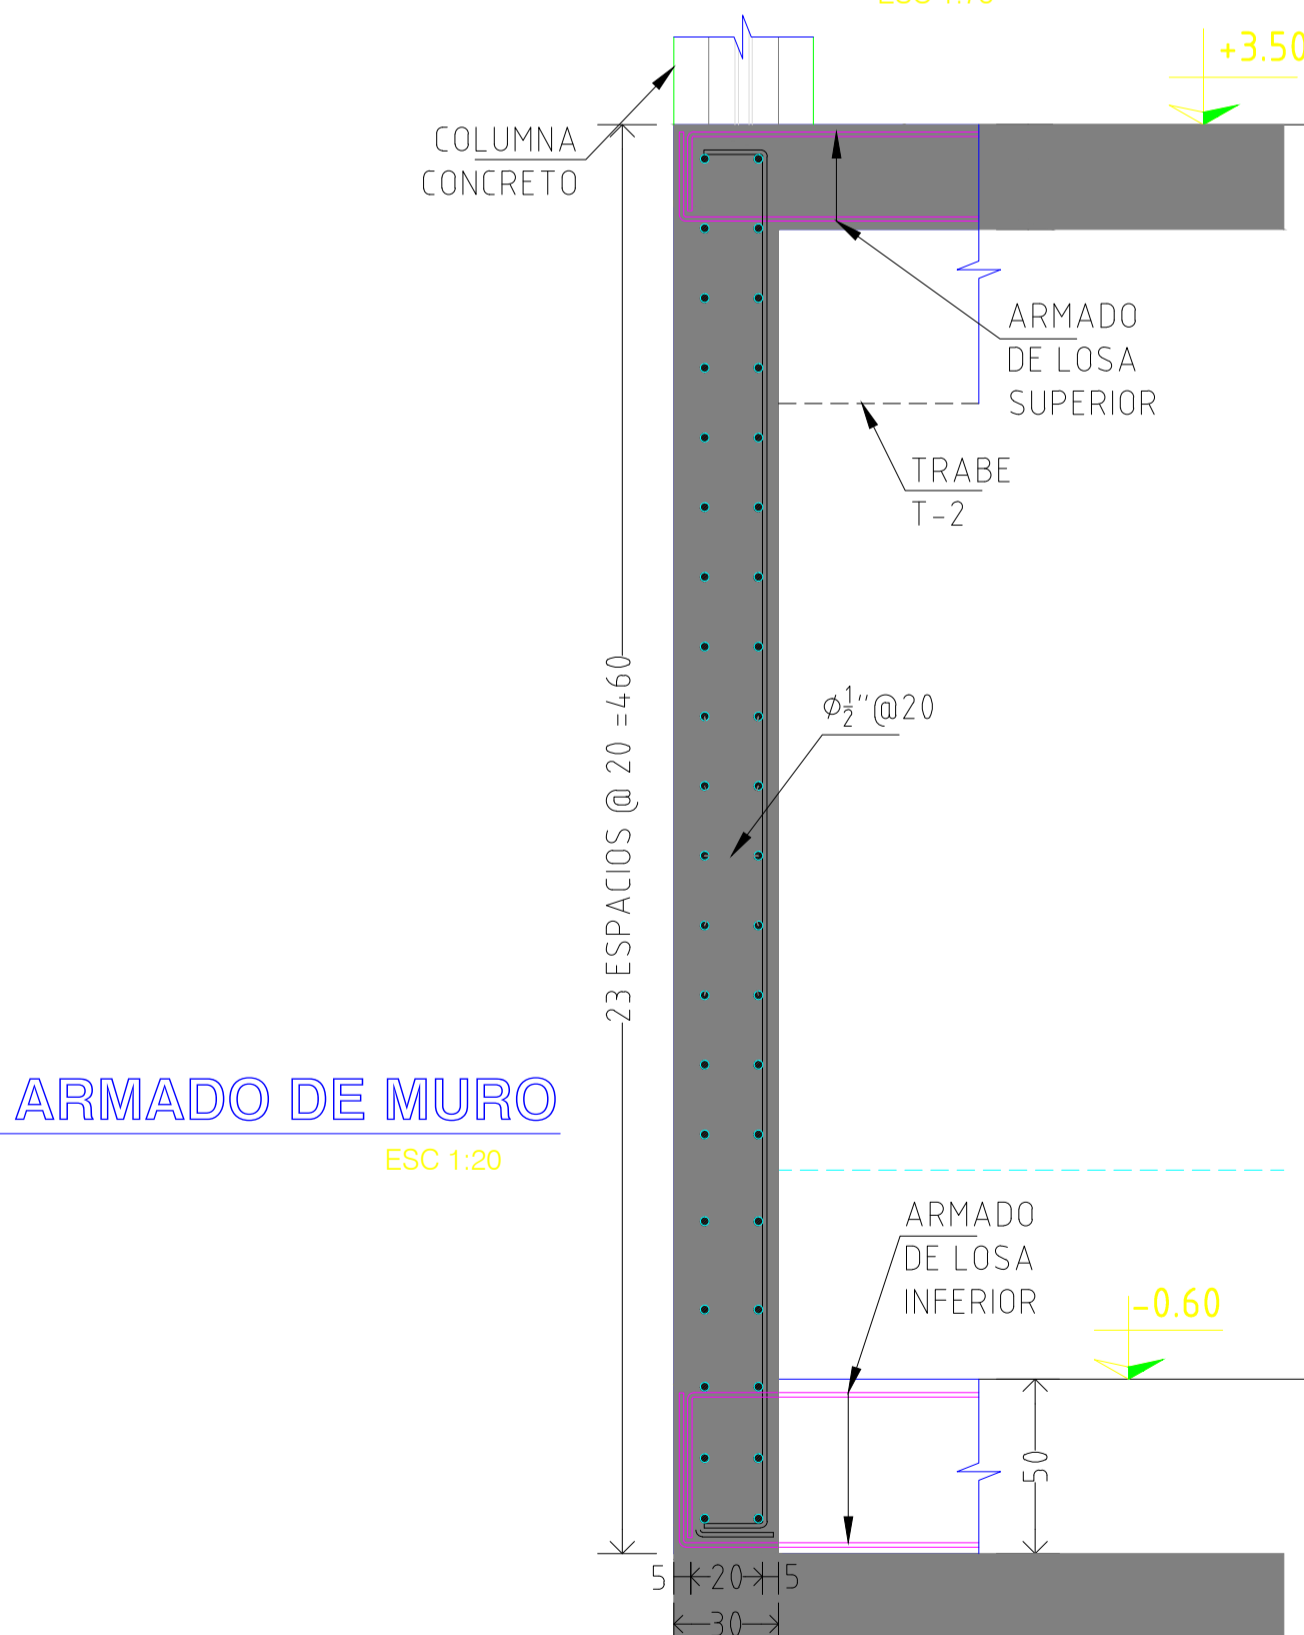 +3.50
COLUMNA
CONCRETO
ARMADO
DE LOSA
SUPERIOR
TRABE
T-2
23 ESPACIOS @ 20 =460
ϕ½"@20
ARMADO DE MURO
ESC 1:20
ARMADO
DE LOSA
INFERIOR
-0.60
50
5 20 5
30